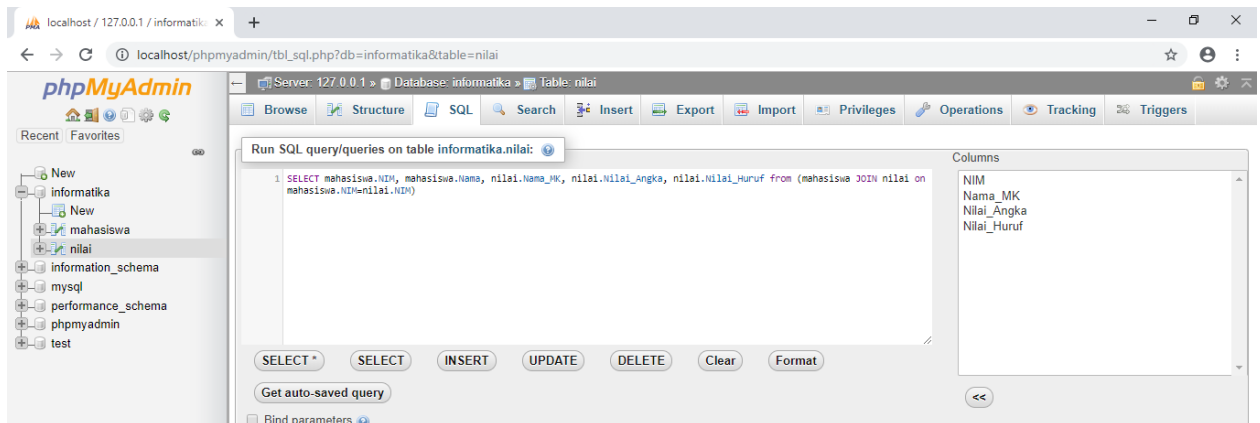 localhost / 127.0.0.1 / informatik
localhost/phpmyadmin/tbl_sql.php?db=informatika&table=nilai
phpMyAdmin
Recent Favorites
New
informatika
New
mahasiswa
nilai
information_schema
mysql
performance_schema
phpmyadmin
test
Server: 127.0.0.1 » Database: informatika » Table: nilai
Browse Structure SQL Search Insert Export Import Privileges Operations Tracking Triggers
Run SQL query/queries on table informatika.nilai:
1 SELECT mahasiswa.NIM, mahasiswa.Nama, nilai.Nama_MK, nilai.Nilai_Angka, nilai.Nilai_Huruf from (mahasiswa JOIN nilai on
mahasiswa.NIM=nilai.NIM)
SELECT * SELECT INSERT UPDATE DELETE Clear Format
Get auto-saved query
Bind parameters
Columns
NIM
Nama_MK
Nilai_Angka
Nilai_Huruf
<<